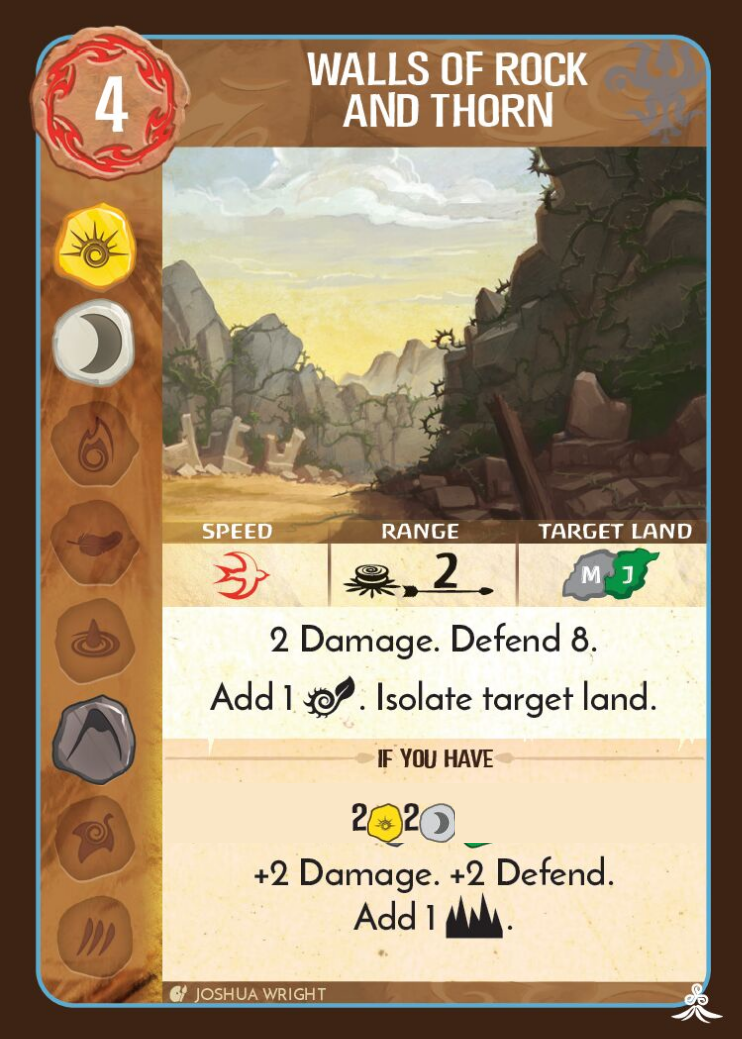 4
WALLS OF ROCK
AND THORN
SPEED RANGE TARGET LAND
2 M J
2 Damage. Defend 8.
Add 1 . Isolate target land.
IF YOU HAVE
2 2
+2 Damage. +2 Defend.
Add 1 .
JOSHUA WRIGHT